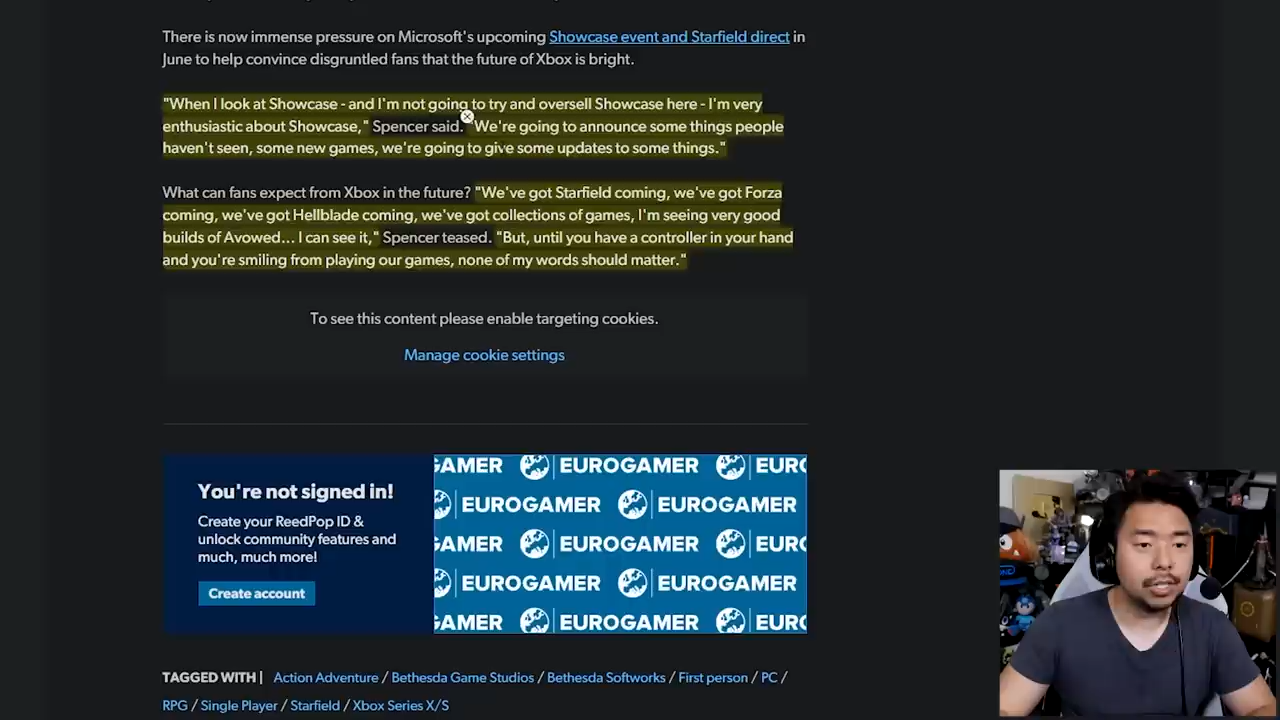 There is now immense pressure on Microsoft's upcoming Showcase event and Starfield direct in
June to help convince disgruntled fans that the future of Xbox is bright.
"When I look at Showcase - and I'm not going to try and oversell Showcase here - I'm very
enthusiastic about Showcase," Spencer said. "We're going to announce some things people
haven't seen, some new games, we're going to give some updates to some things."
What can fans expect from Xbox in the future? "We've got Starfield coming, we've got Forza
coming, we've got Hellblade coming, we've got collections of games, I'm seeing very good
builds of Avowed... I can see it," Spencer teased. "But, until you have a controller in your hand
and you're smiling from playing our games, none of my words should matter."
To see this content please enable targeting cookies.
Manage cookie settings
You're not signed in!
Create your ReedPop ID &
unlock community features and
much, much more!
Create account
GAMER EUROGAMER EURO
EUROGAMER EUROGAMER
GAMER EUROGAMER EURO
EUROGAMER EUROGAMER
GAMER EUROGAMER EURO
TAGGED WITH | Action Adventure / Bethesda Game Studios / Bethesda Softworks / First person / PC /
RPG / Single Player / Starfield / Xbox Series X/S